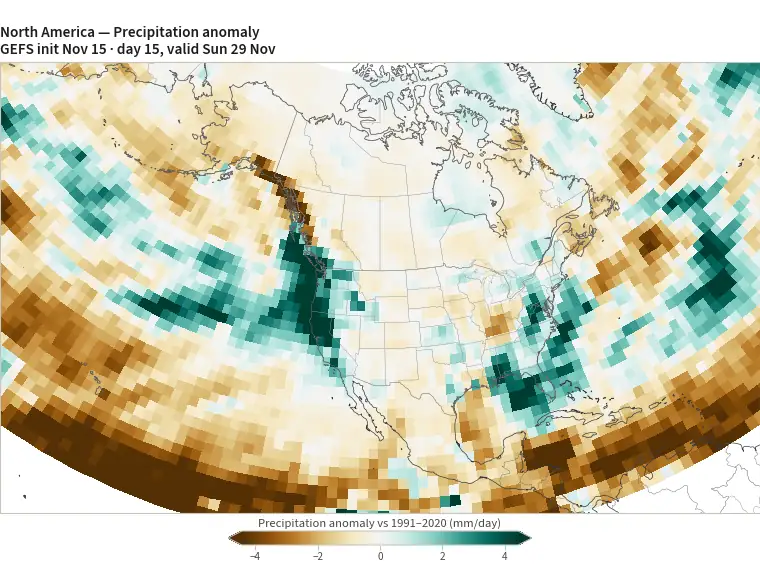 North America — Precipitation anomaly
GEFS init Nov 15 · day 15, valid Sun 29 Nov
Precipitation anomaly vs 1991–2020 (mm/day)
−4 −2 0 2 4